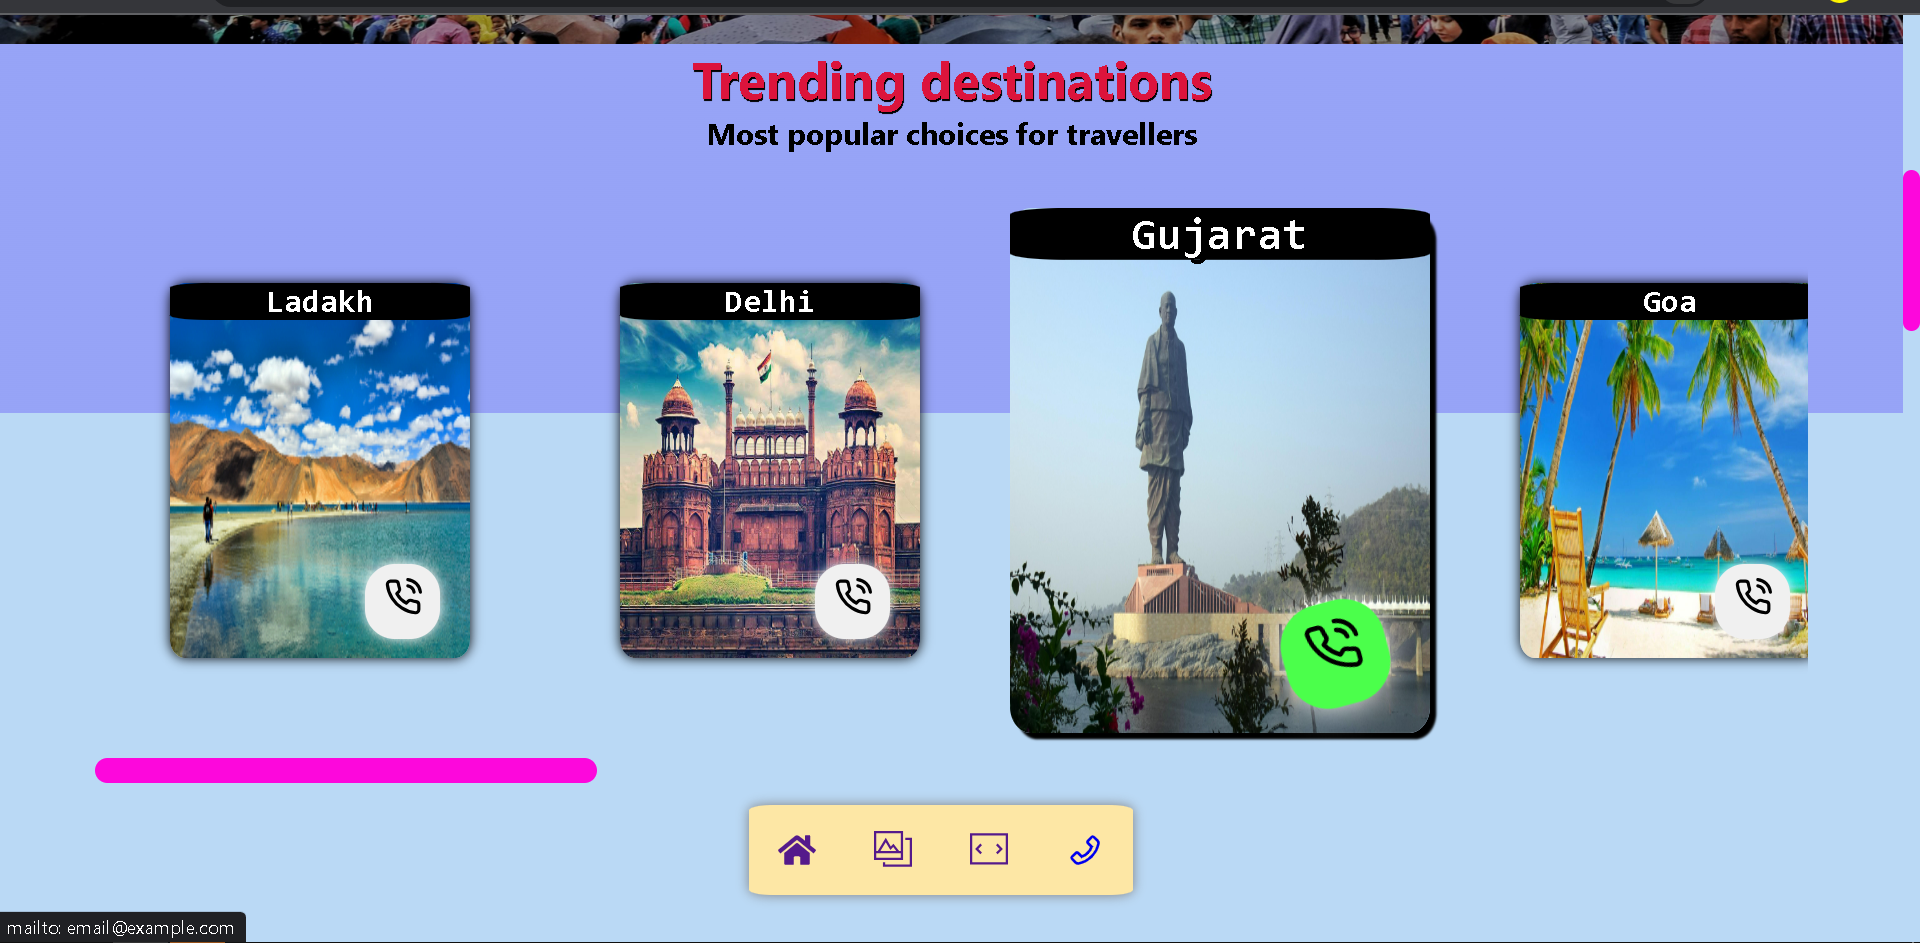 Trending destinations
Most popular choices for travellers
Ladakh
Delhi
Gujarat
Goa
mailto: email@example.com